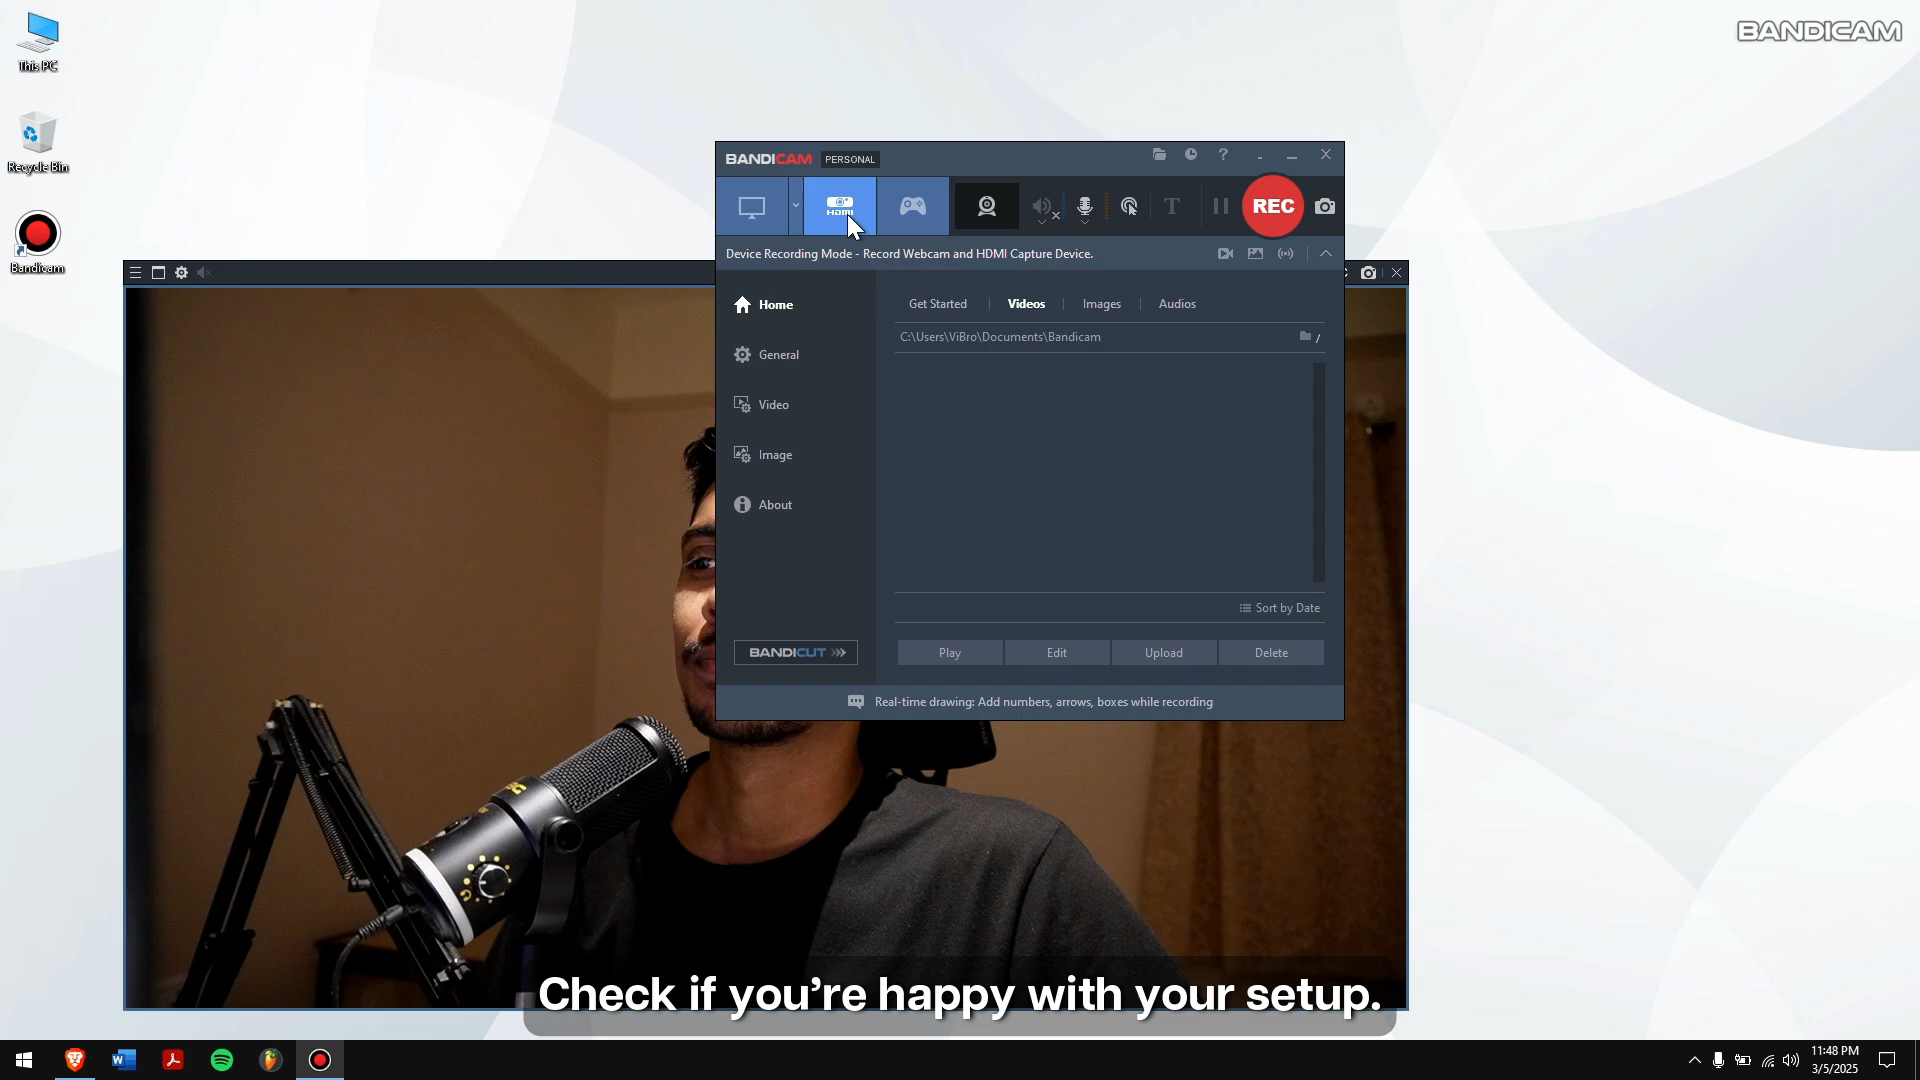 This PC
Recycle Bin
Bandicam
BANDICAM
BANDICAM PERSONAL
?
HDMI
T
REC
Device Recording Mode - Record Webcam and HDMI Capture Device.
Home
General
Video
Image
About
BANDICUT
Get Started
Videos
Images
Audios
C:\Users\ViBro\Documents\Bandicam
/
Sort by Date
Play
Edit
Upload
Delete
Real-time drawing: Add numbers, arrows, boxes while recording
Check if you're happy with your setup.
11:48 PM
3/5/2025